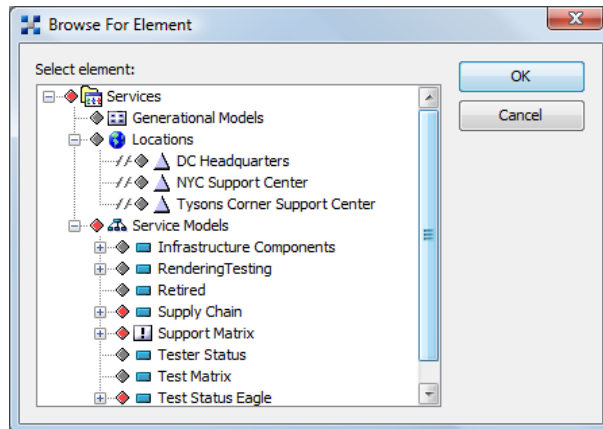 Browse For Element
Select element:
OK
Cancel
Services
Generational Models
Locations
DC Headquarters
NYC Support Center
Tysons Corner Support Center
Service Models
Infrastructure Components
RenderingTesting
Retired
Supply Chain
Support Matrix
Tester Status
Test Matrix
Test Status Eagle